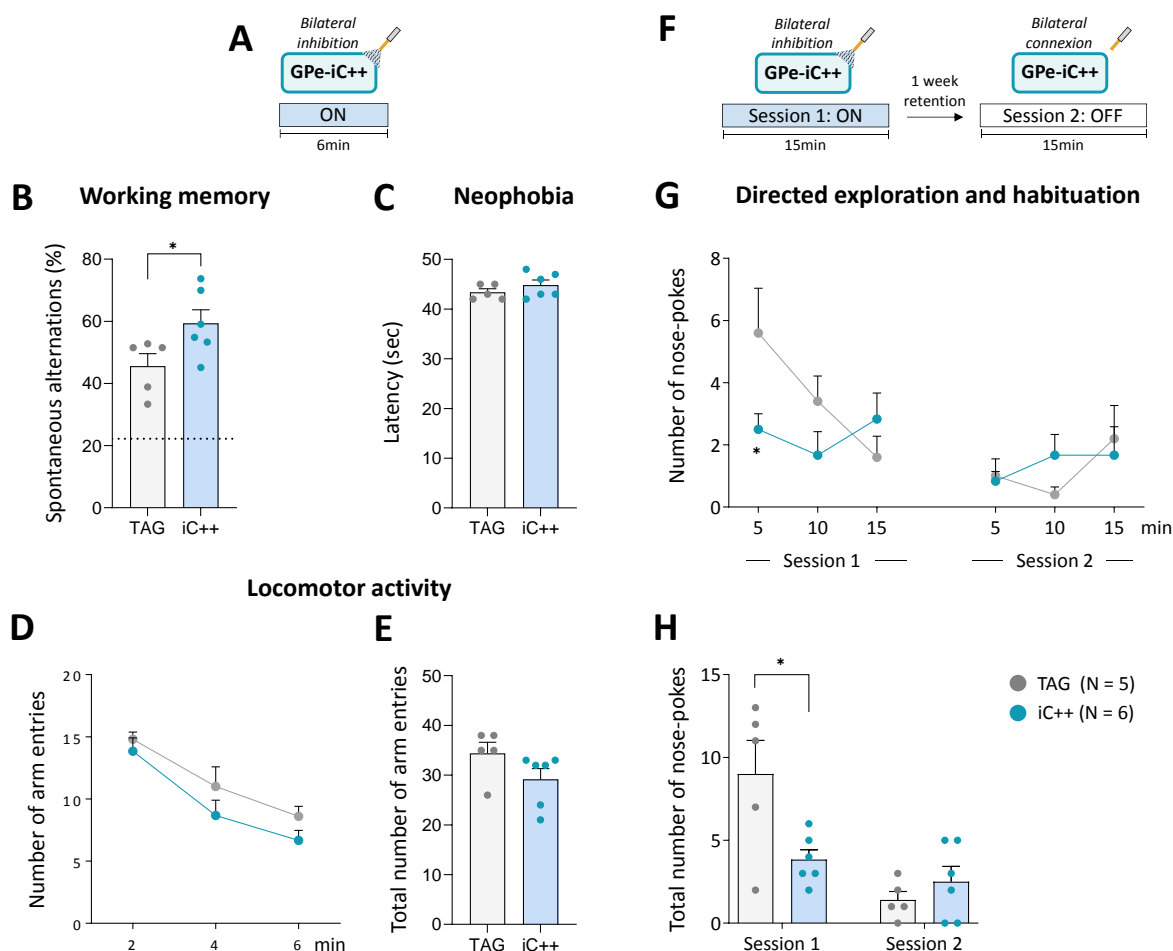 A
Bilateral
inhibition
GPe-iC++
ON
6min
F
Bilateral
inhibition
GPe-iC++
Session 1: ON
15min
1 week
retention
Bilateral
connexion
GPe-iC++
Session 2: OFF
15min
B
Working memory
Spontaneous alternations (%)
80
60
40
20
0
*
TAG
iC++
C
Neophobia
Latency (sec)
50
40
30
20
10
0
TAG
iC++
G
Directed exploration and habituation
Number of nose-pokes
8
6
4
2
0
*
5
10
15
5
10
15
min
Session 1
Session 2
Locomotor activity
D
Number of arm entries
20
15
10
5
0
2
4
6
min
E
Total number of arm entries
50
40
30
20
10
0
TAG
iC++
H
Total number of nose-pokes
15
10
5
0
*
Session 1
Session 2
TAG (N = 5)
iC++ (N = 6)